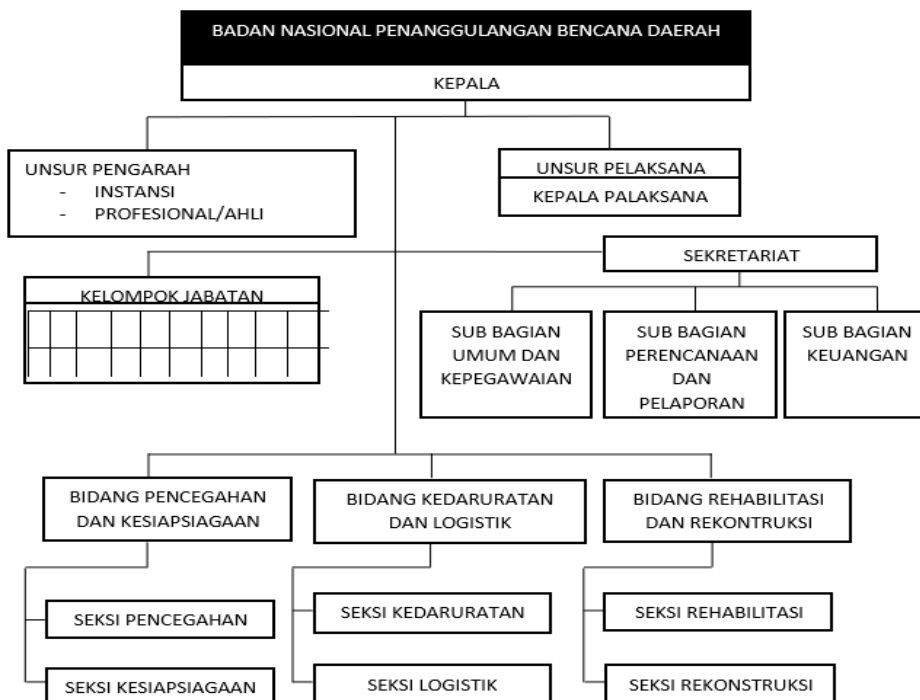 BADAN NASIONAL PENANGGULANGAN BENCANA DAERAH
KEPALA
UNSUR PENGARAH
- INSTANSI
- PROFESIONAL/AHLI
UNSUR PELAKSANA
KEPALA PALAKSANA
SEKRETARIAT
KELOMPOK JABATAN
SUB BAGIAN
UMUM DAN
KEPEGAWAIAN
SUB BAGIAN
PERENCANAAN
DAN
PELAPORAN
SUB BAGIAN
KEUANGAN
BIDANG PENCEGAHAN
DAN KESIAPSIAGAAN
BIDANG KEDARURATAN
DAN LOGISTIK
BIDANG REHABILITASI
DAN REKONTRUKSI
SEKSI PENCEGAHAN
SEKSI KEDARURATAN
SEKSI REHABILITASI
SEKSI KESIAPSIAGAAN
SEKSI LOGISTIK
SEKSI REKONSTRUKSI